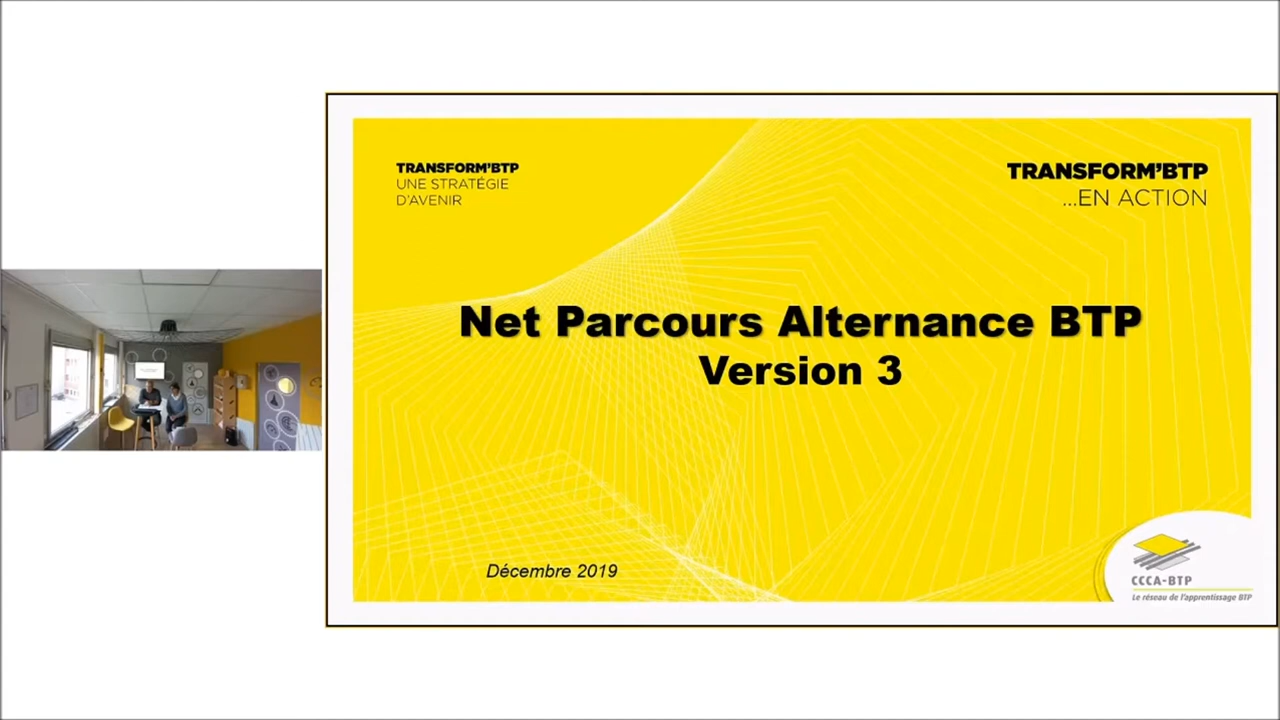 TRANSFORM'BTP
UNE STRATÉGIE
D'AVENIR
TRANSFORM'BTP
...EN ACTION
Net Parcours Alternance BTP
Version 3
Décembre 2019
CCCA-BTP
Le réseau de l'apprentissage BTP